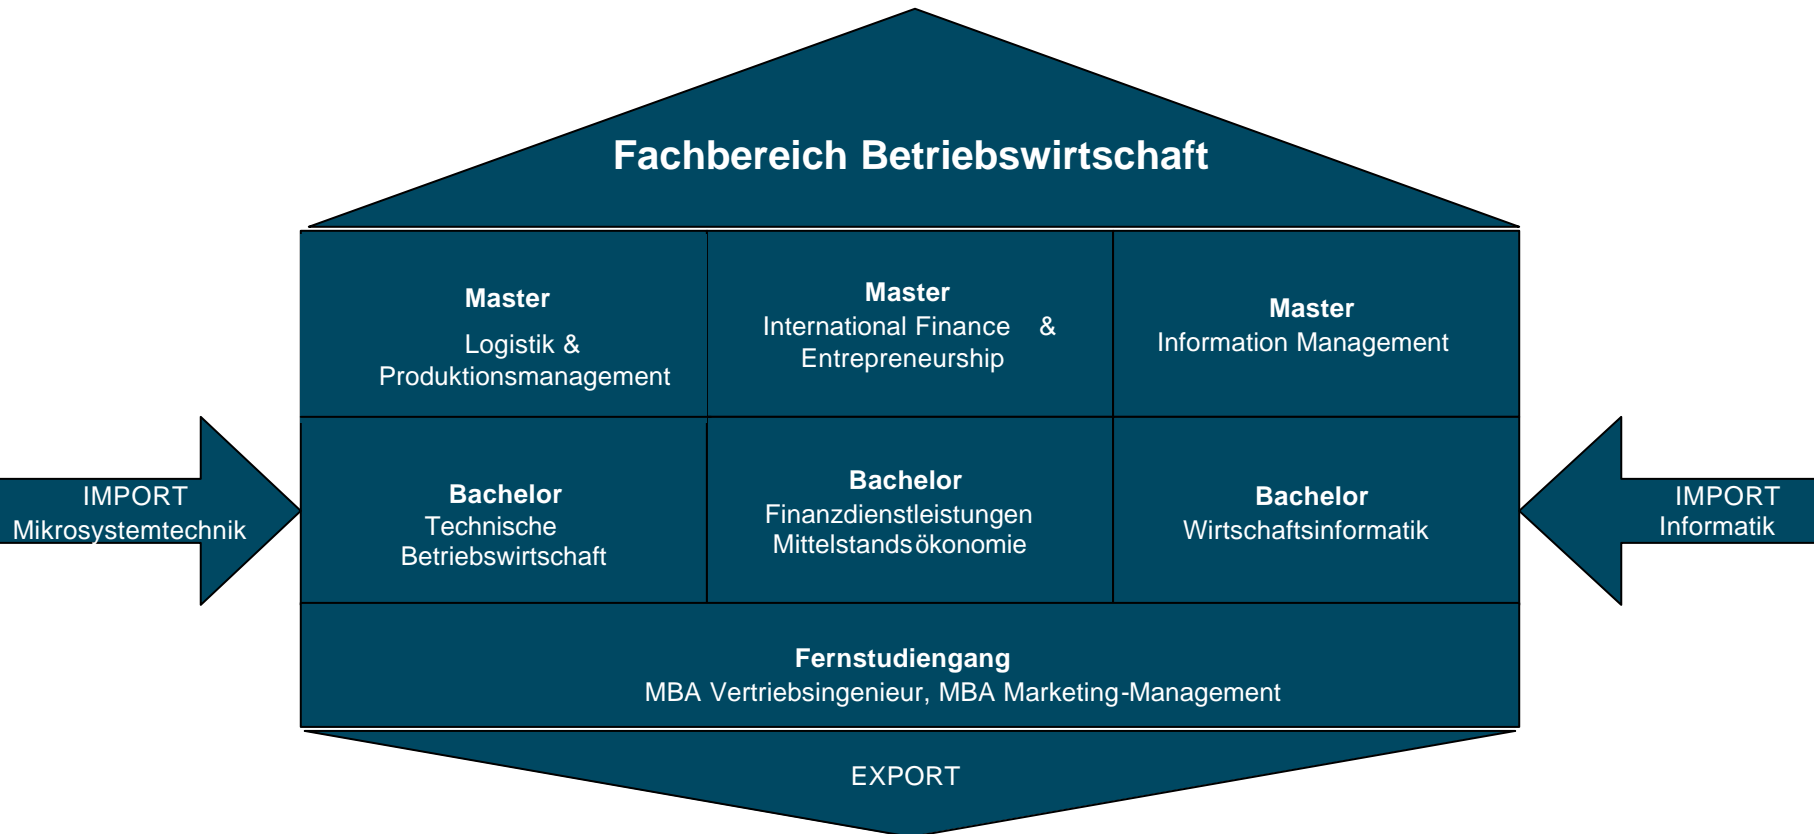 Fachbereich Betriebswirtschaft
Master
Logistik &
Produktionsmanagement
Master
International Finance &
Entrepreneurship
Master
Information Management
IMPORT
Mikrosystemtechnik
Bachelor
Technische
Betriebswirtschaft
Bachelor
Finanzdienstleistungen
Mittelstandsökonomie
Bachelor
Wirtschaftsinformatik
IMPORT
Informatik
Fernstudiengang
MBA Vertriebsingenieur, MBA Marketing-Management
EXPORT